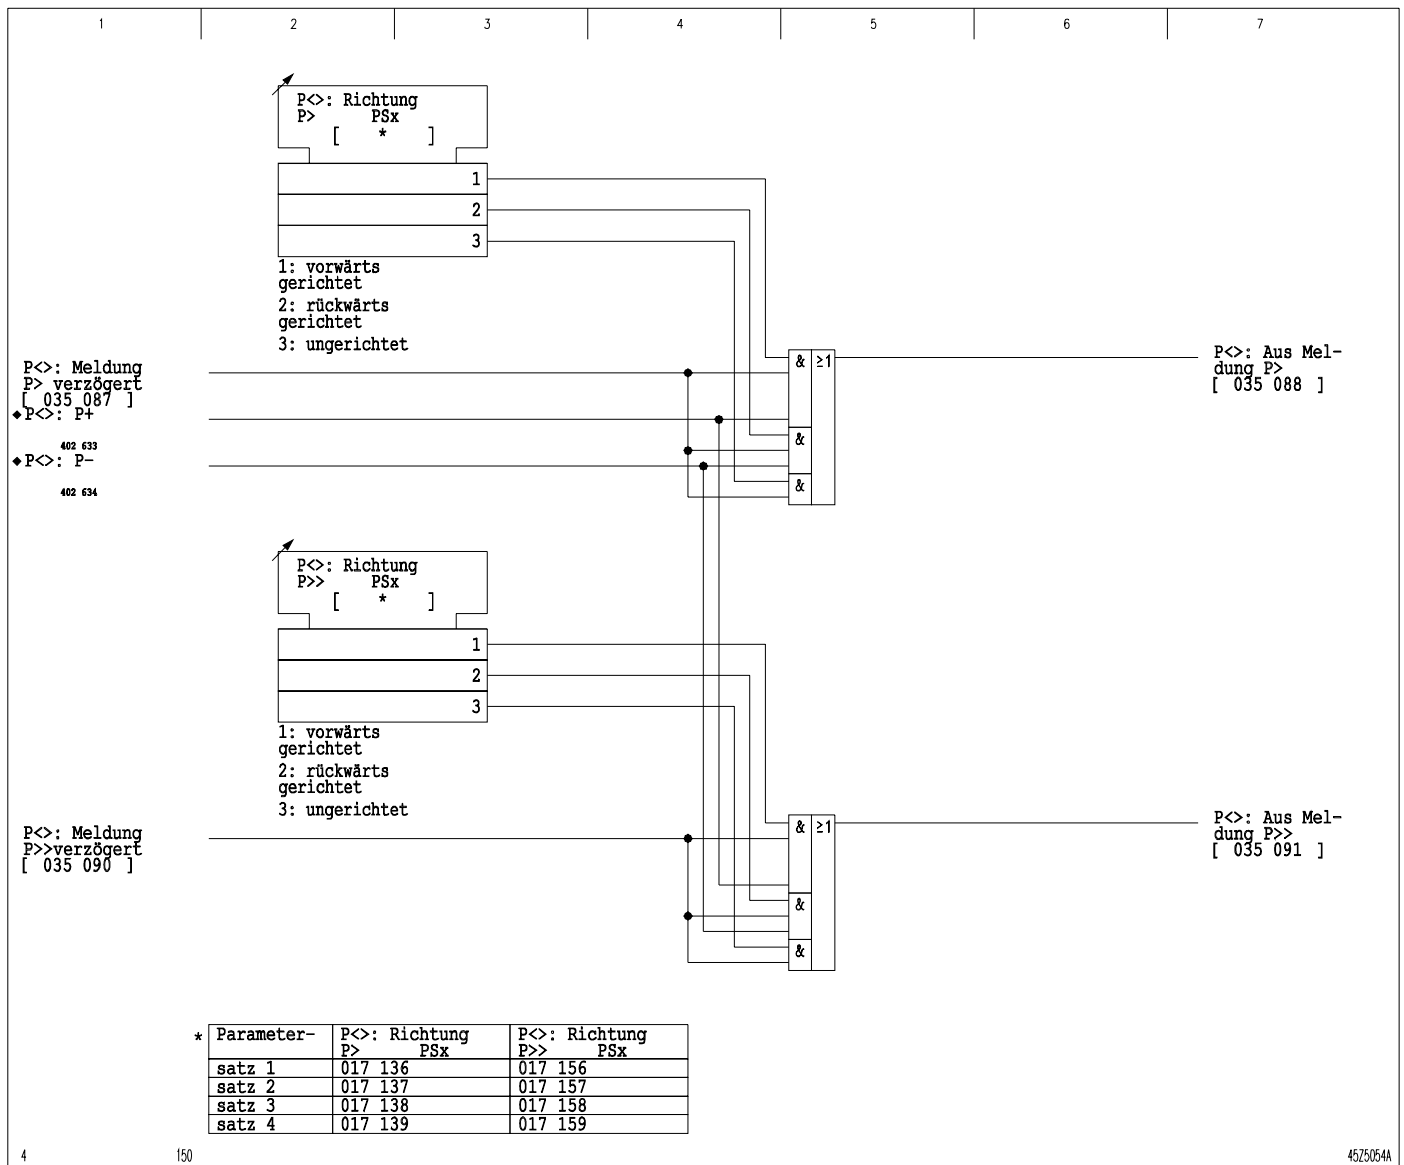 1 2 3 4 5 6 7
P<>: Richtung
P> PSx
[ * ]
1
2
3
1: vorwärts
gerichtet
2: rückwärts
gerichtet
3: ungerichtet
P<>: Meldung
P> verzögert
[ 035 087 ]
◆P<>: P+
402 633
◆P<>: P-
402 634
& ≥1
&
&
P<>: Aus Mel-
dung P>
[ 035 088 ]
P<>: Richtung
P>> PSx
[ * ]
1
2
3
1: vorwärts
gerichtet
2: rückwärts
gerichtet
3: ungerichtet
P<>: Meldung
P>>verzögert
[ 035 090 ]
& ≥1
&
&
P<>: Aus Mel-
dung P>>
[ 035 091 ]
* Parameter- P<>: Richtung P<>: Richtung
P> PSx P>> PSx
satz 1 017 136 017 156
satz 2 017 137 017 157
satz 3 017 138 017 158
satz 4 017 139 017 159
4 150 45Z5054A